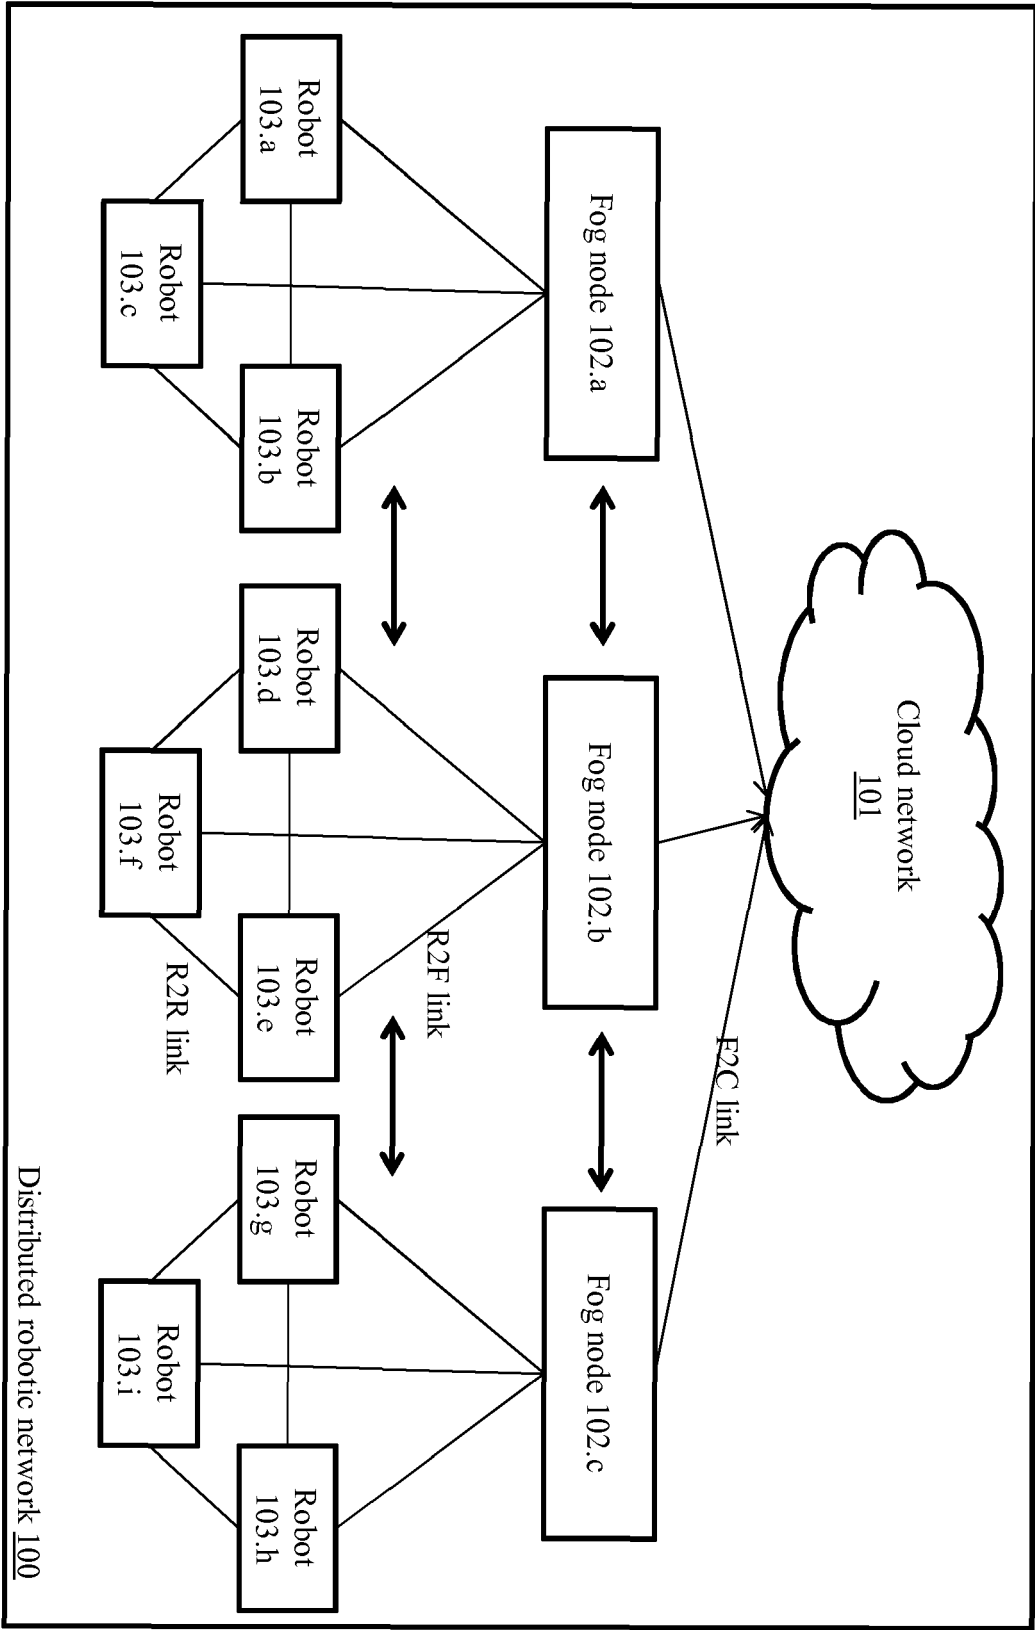 Cloud network
101
F2C link
Fog node 102.a
Fog node 102.b
Fog node 102.c
R2F link
Robot
103.a
Robot
103.b
Robot
103.d
Robot
103.e
Robot
103.g
Robot
103.h
Robot
103.c
Robot
103.f
Robot
103.i
R2R link
Distributed robotic network 100